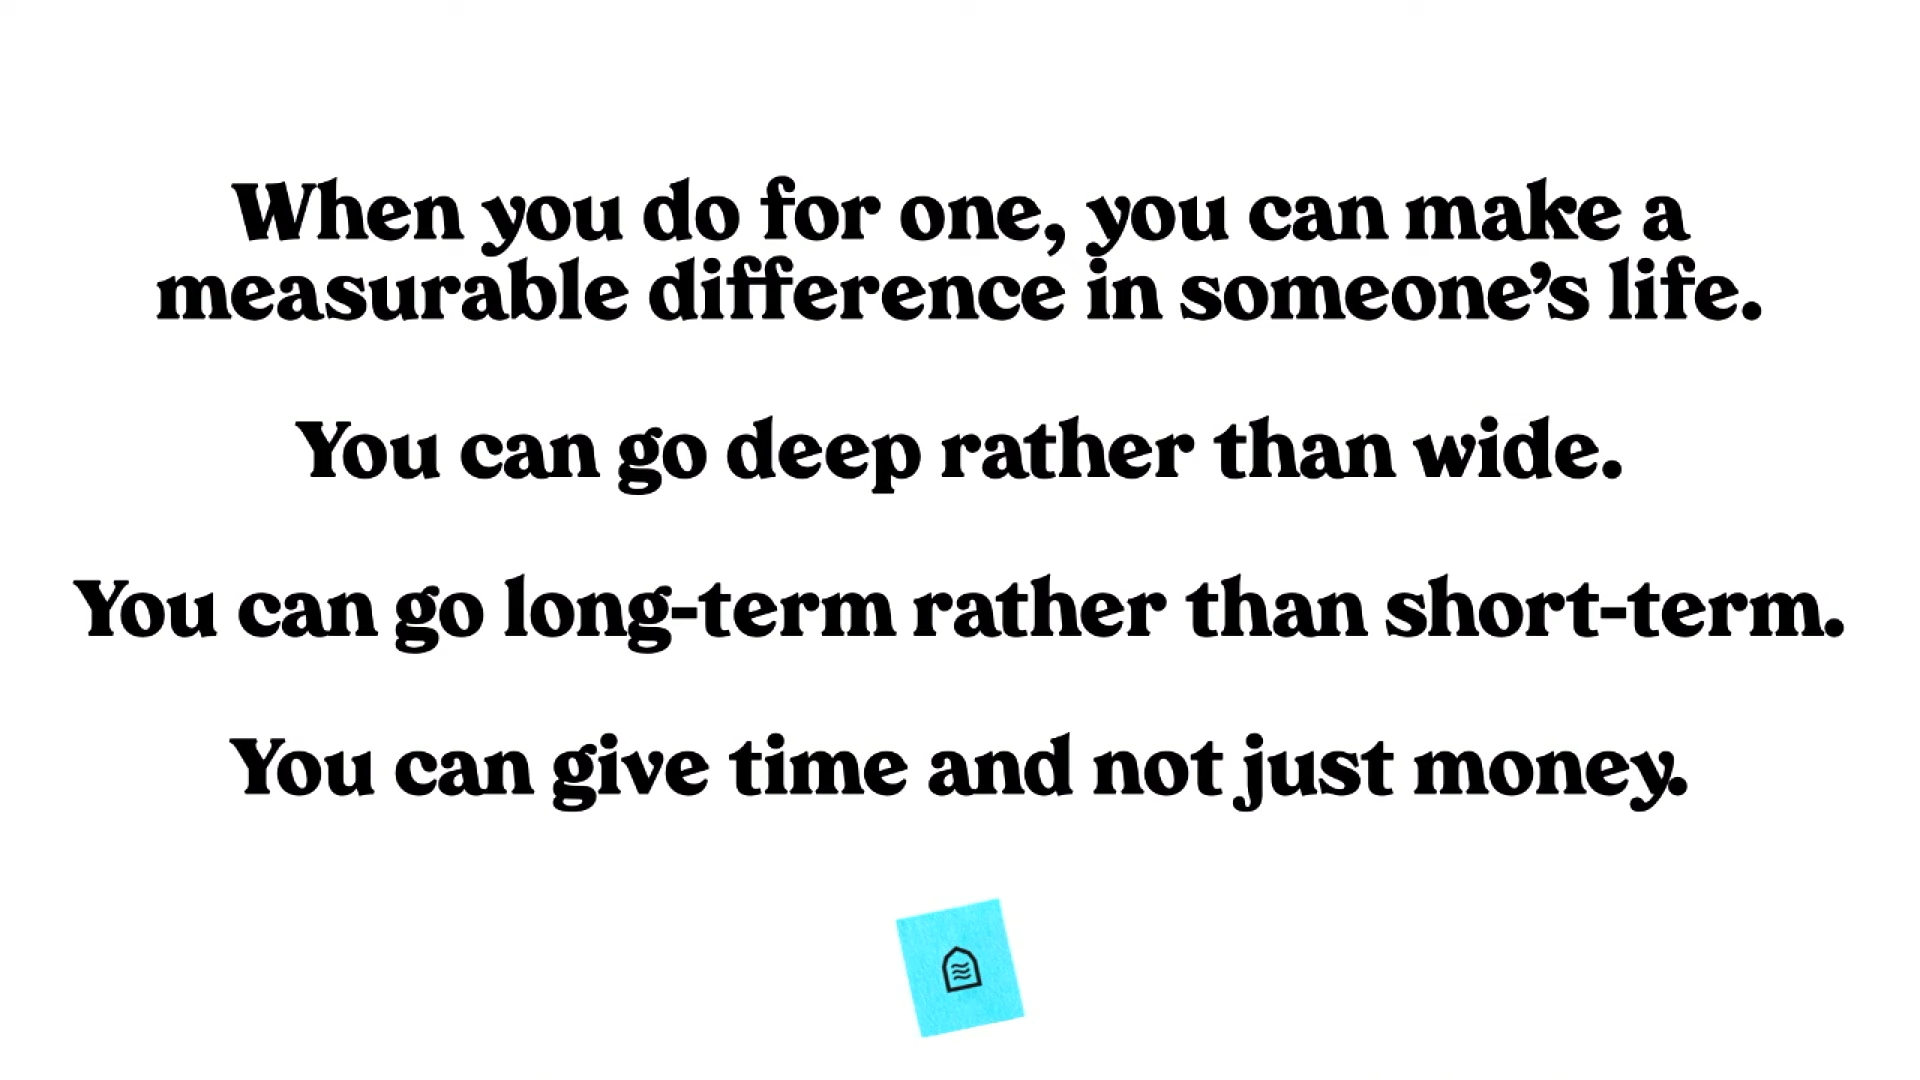 When you do for one, you can make a
measurable difference in someone’s life.
You can go deep rather than wide.
You can go long-term rather than short-term.
You can give time and not just money.